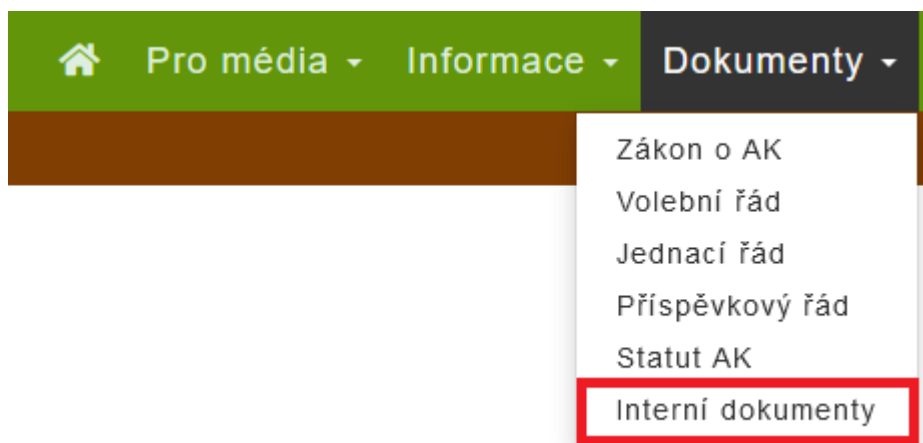 Pro média Informace Dokumenty
Zákon o AK
Volební řád
Jednací řád
Příspěvkový řád
Statut AK
Interní dokumenty